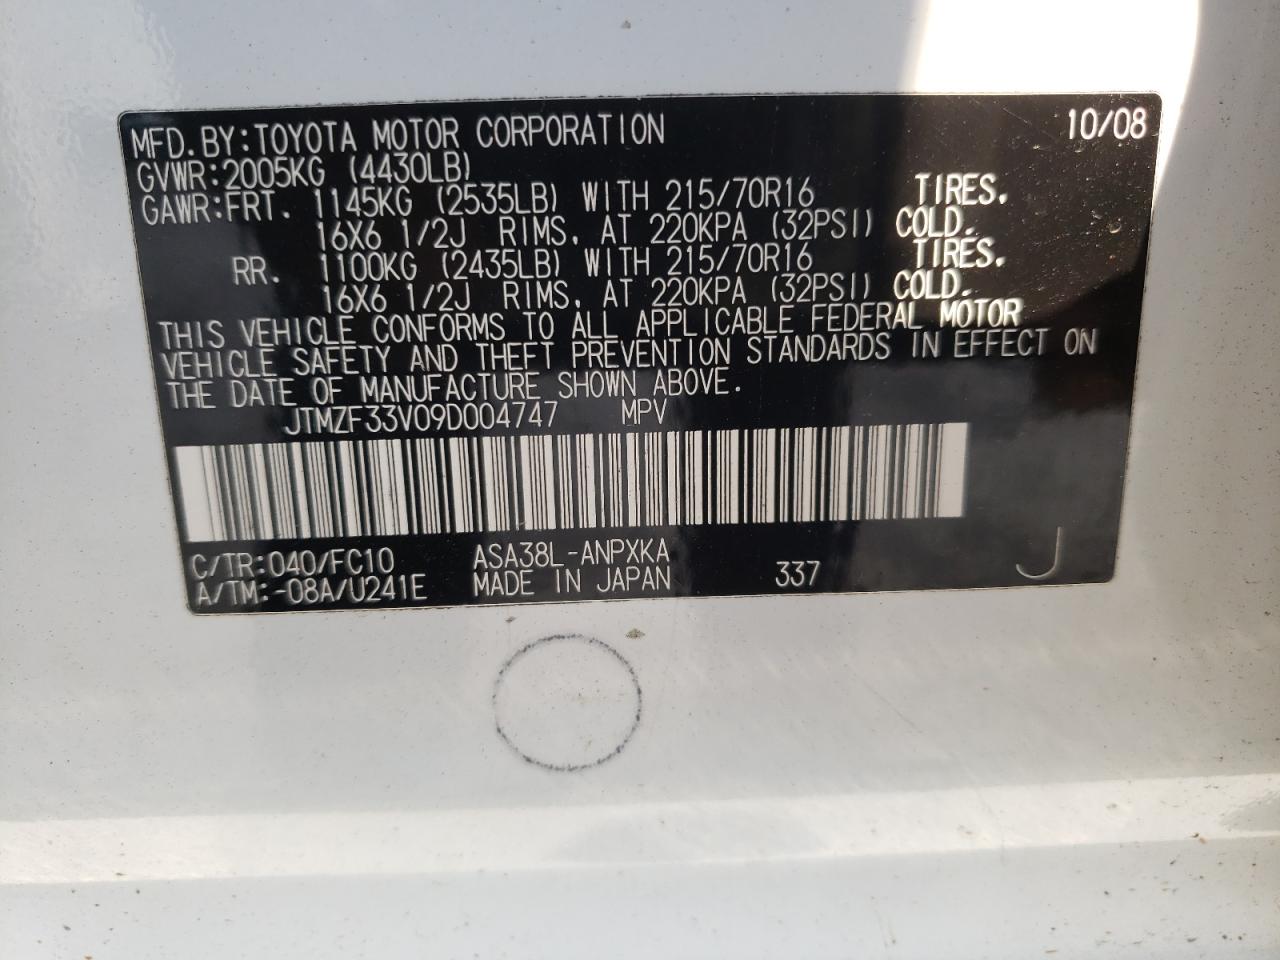 MFD.BY:TOYOTA MOTOR CORPORATION 10/08
GVWR:2005KG (4430LB)
GAWR:FRT. 1145KG (2535LB) WITH 215/70R16 TIRES.
16X6 1/2J RIMS, AT 220KPA (32PSI) COLD.
RR. 1100KG (2435LB) WITH 215/70R16 TIRES.
16X6 1/2J RIMS, AT 220KPA (32PSI) COLD.
THIS VEHICLE CONFORMS TO ALL APPLICABLE FEDERAL MOTOR
VEHICLE SAFETY AND THEFT PREVENTION STANDARDS IN EFFECT ON
THE DATE OF MANUFACTURE SHOWN ABOVE.
JTMZF33V09D004747 MPV
C/TR:040/FC10 ASA38L-ANPXKA
A/TM:-08A/U241E MADE IN JAPAN 337 J